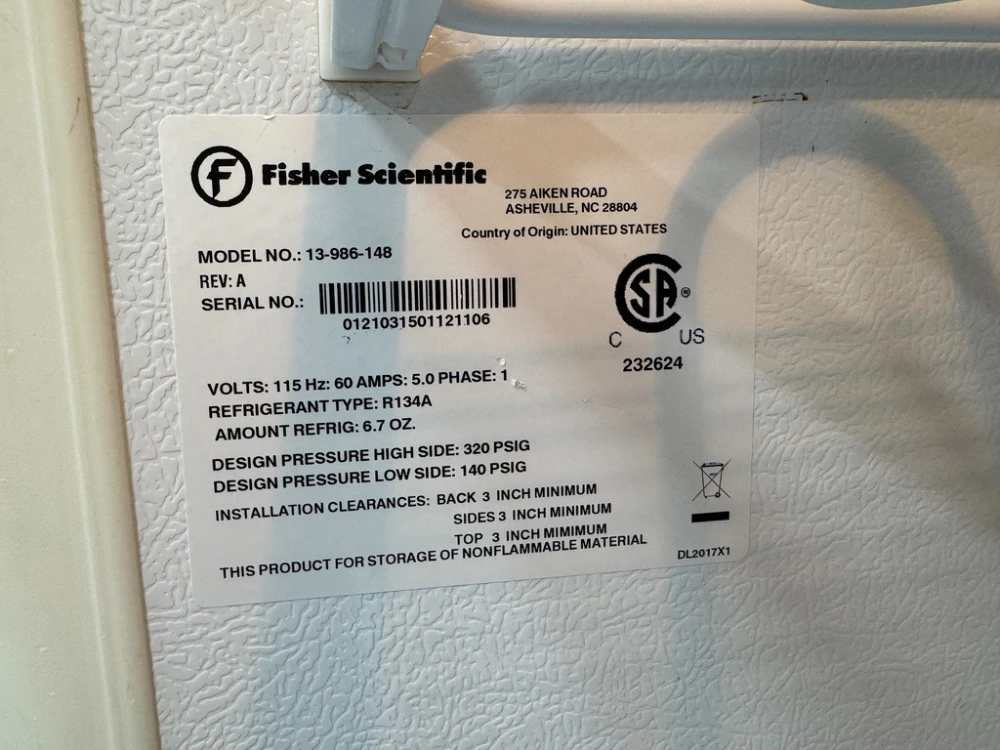 F Fisher Scientific
275 AIKEN ROAD
ASHEVILLE, NC 28804
Country of Origin: UNITED STATES
MODEL NO.: 13-986-148
REV: A
SERIAL NO.:
0121031501121106
SA ®
C US
232624
VOLTS: 115 Hz: 60 AMPS: 5.0 PHASE: 1
REFRIGERANT TYPE: R134A
AMOUNT REFRIG: 6.7 OZ.
DESIGN PRESSURE HIGH SIDE: 320 PSIG
DESIGN PRESSURE LOW SIDE: 140 PSIG
INSTALLATION CLEARANCES: BACK 3 INCH MINIMUM
SIDES 3 INCH MINIMUM
TOP 3 INCH MIMIMUM
THIS PRODUCT FOR STORAGE OF NONFLAMMABLE MATERIAL
DL2017X1